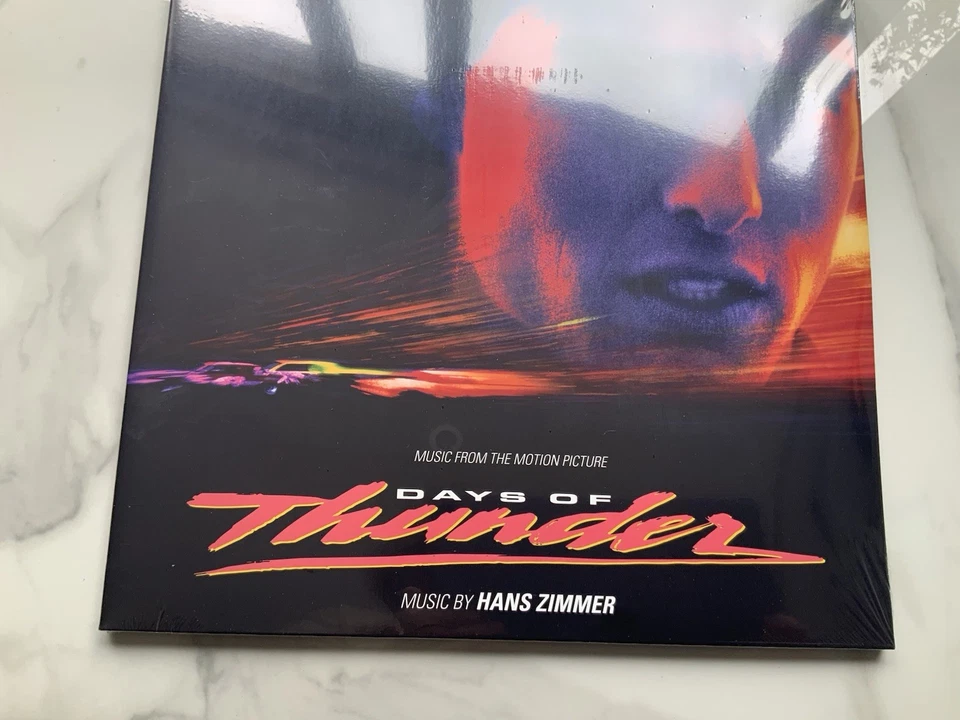 MUSIC FROM THE MOTION PICTURE
DAYS OF
Thunder
MUSIC BY HANS ZIMMER